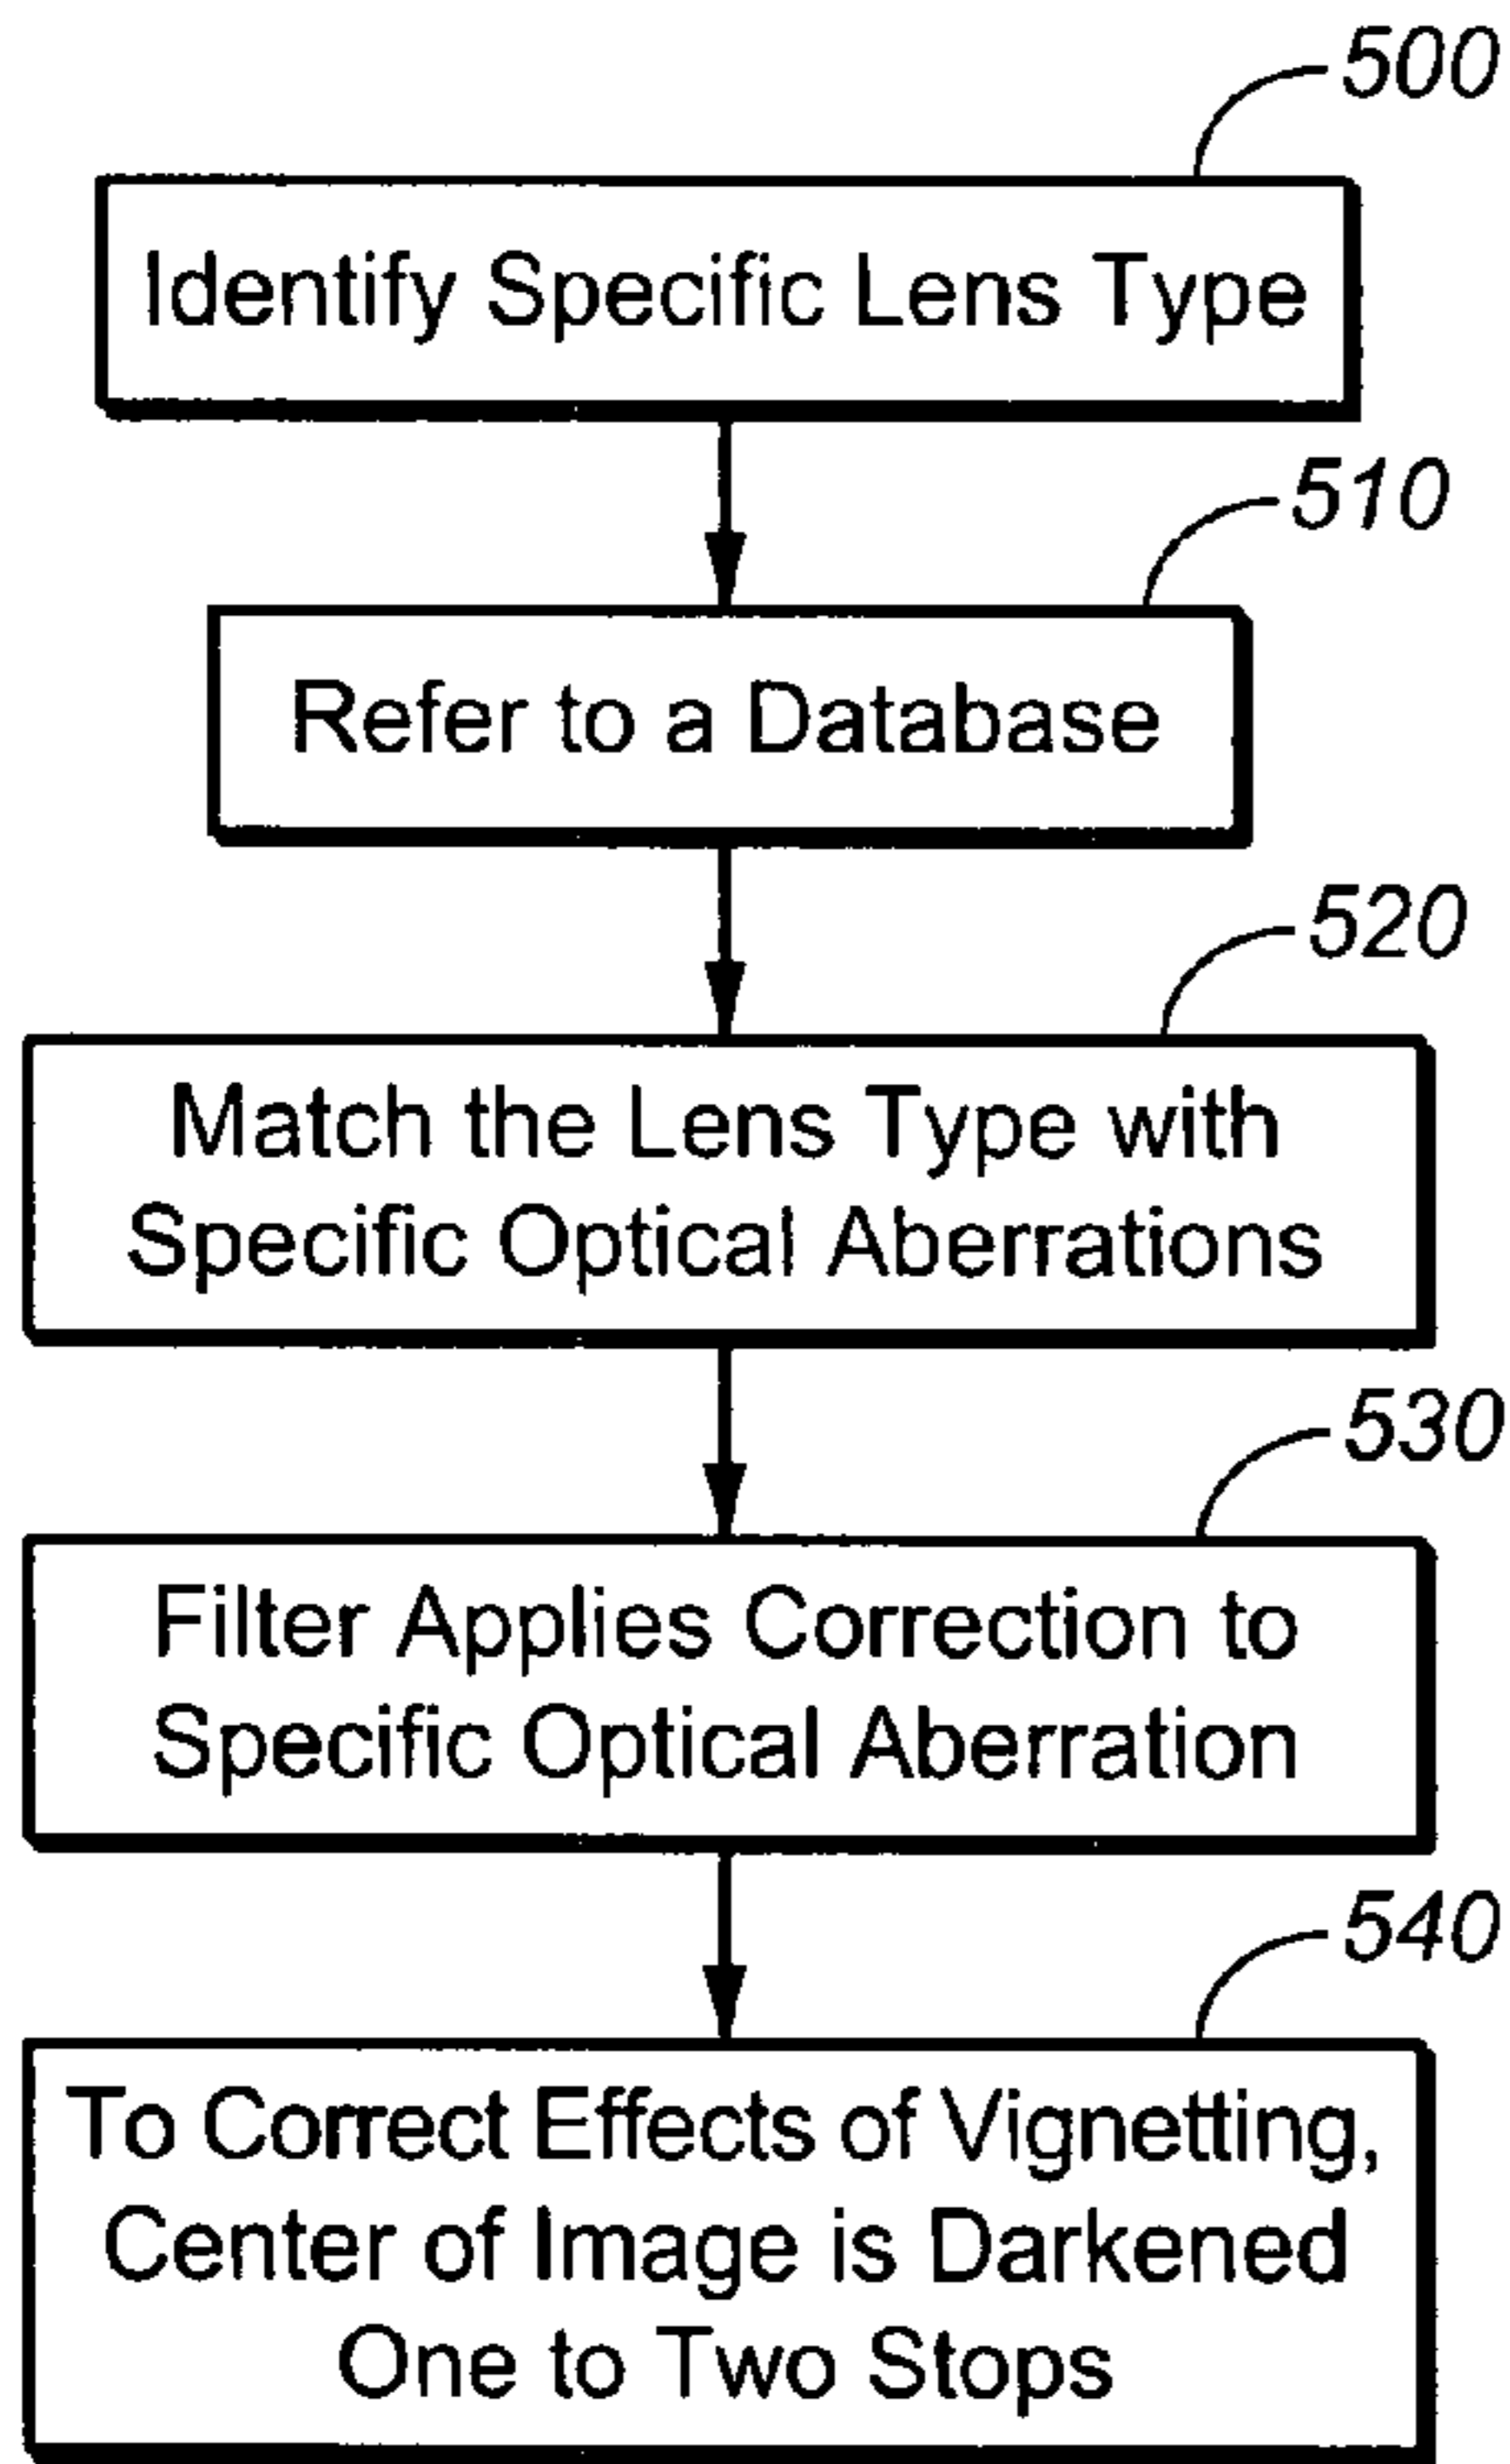 500
Identify Specific Lens Type
510
Refer to a Database
520
Match the Lens Type with
Specific Optical Aberrations
530
Filter Applies Correction to
Specific Optical Aberration
540
To Correct Effects of Vignetting,
Center of Image is Darkened
One to Two Stops